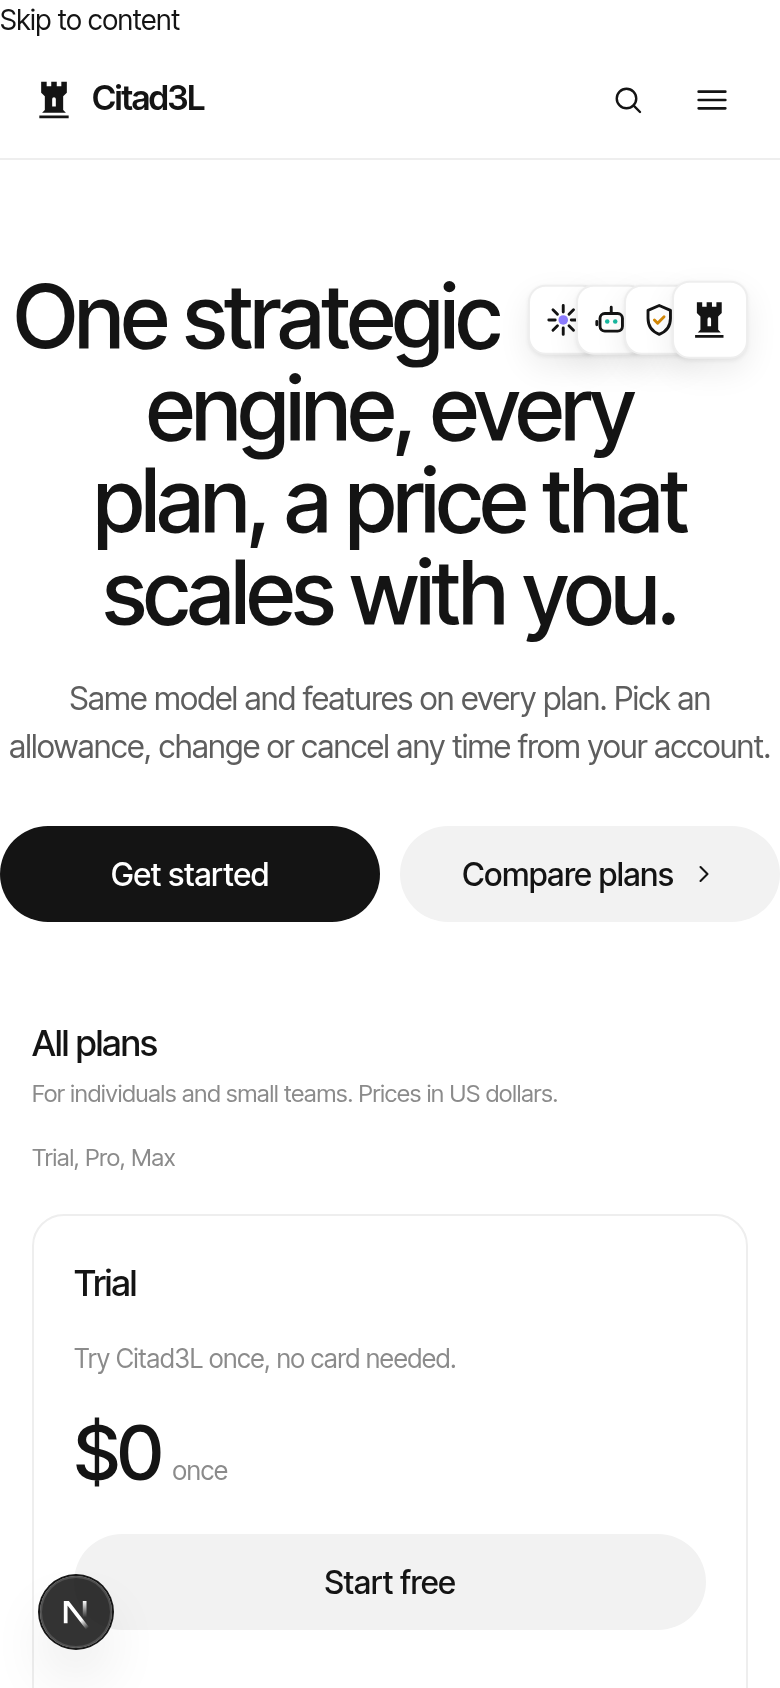 Skip to content
Citad3L
One strategic
engine, every
plan, a price that
scales with you.
Same model and features on every plan. Pick an
allowance, change or cancel any time from your account.
Get started
Compare plans
All plans
For individuals and small teams. Prices in US dollars.
Trial, Pro, Max
Trial
Try Citad3L once, no card needed.
$0 once
Start free
N